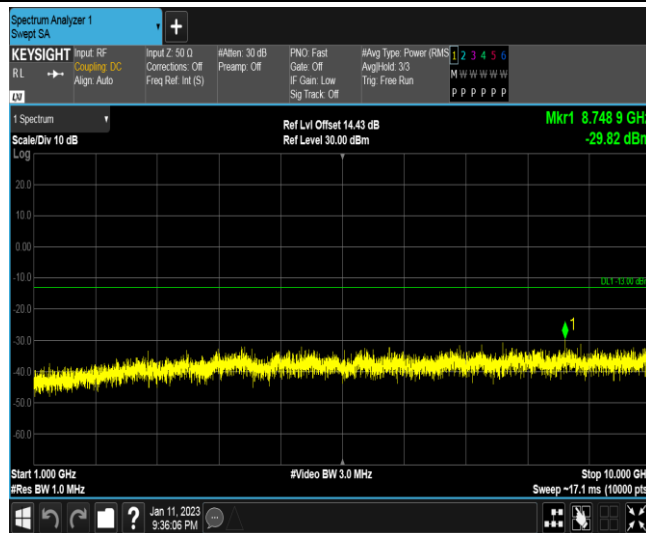 Spectrum Analyzer 1
Swept SA
+
KEYSIGHT Input: RF Input Z: 50 Ω #Atten: 30 dB PNO: Fast #Avg Type: Power (RMS 1 2 3 4 5 6
RL Coupling: DC Corrections: Off Preamp: Off Gate: Off Avg|Hold: 3/3 M W W W W W
Align: Auto Freq Ref: Int (S) IF Gain: Low Trig: Free Run
Sig Track: Off P P P P P P
LXI
1 Spectrum Ref Lvl Offset 14.43 dB Mkr1 8.748 9 GHz
Scale/Div 10 dB Ref Level 30.00 dBm -29.82 dBm
Log
20.0
10.0
0.00
-10.0 DL1 -13.00 dBm
-20.0
-30.0 1
-40.0
-50.0
-60.0
Start 1.000 GHz #Video BW 3.0 MHz Stop 10.000 GHz
#Res BW 1.0 MHz Sweep ~17.1 ms (10000 pts)
? Jan 11, 2023
9:36:06 PM